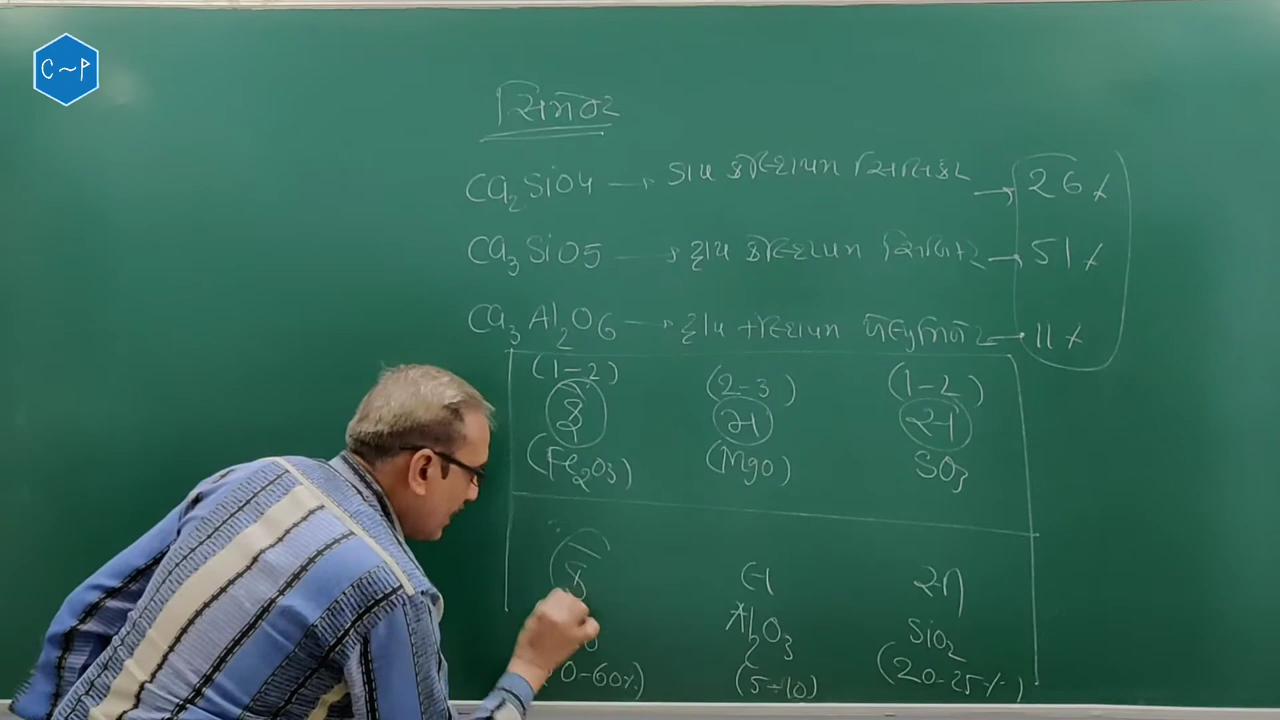 C~P
સિમેન્ટ
Ca₂SiO4 → ડાય કેલ્શિયમ સિલિકેટ → 26%
Ca₃SiO5 → ટ્રાય કેલ્શિયમ સિલિકેટ → 51%
Ca₃Al₂O6 → ટ્રાય કેલ્શિયમ એલ્યુમિનેટ → 11%
(1-2) (2-3) (1-2)
મ સ
(Fe₂O₃) (MgO) SO₃
Al₂O₃ SiO₂
0-60%) (5-10) (20-25%)